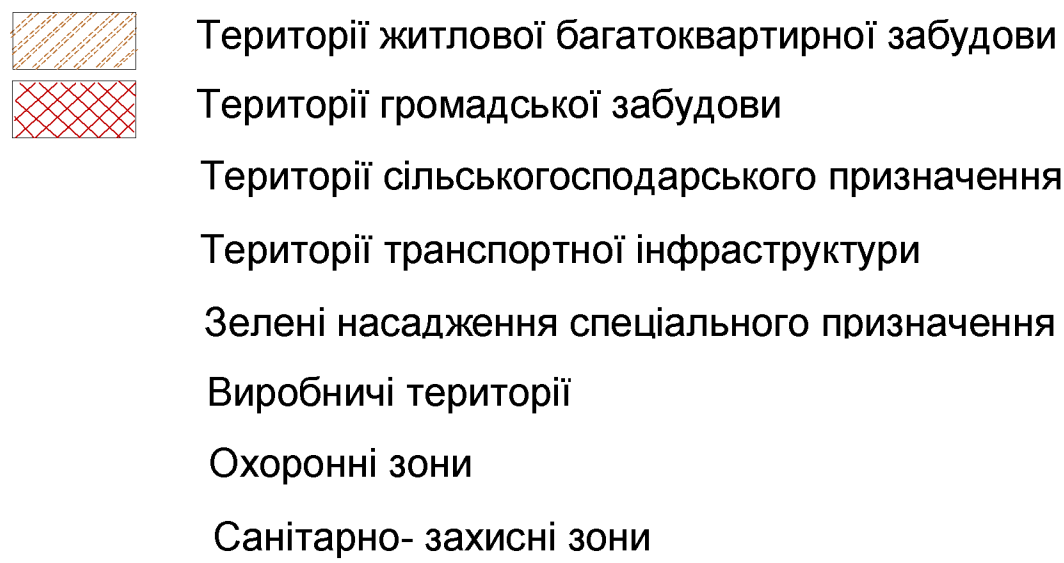 Території житлової багатоквартирної забудови
Території громадської забудови
Території сільськогосподарського призначення
Території транспортної інфраструктури
Зелені насадження спеціального призначення
Виробничі території
Охоронні зони
Санітарно- захисні зони